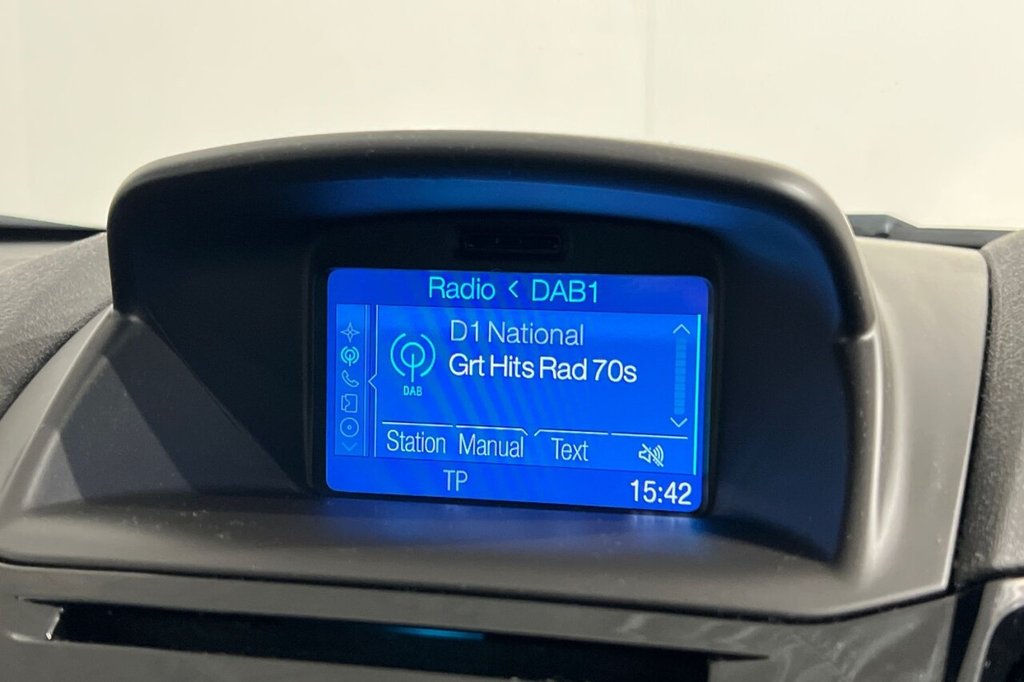 Radio < DAB1
D1 National
Grt Hits Rad 70s
DAB
Station Manual Text
TP
15:42